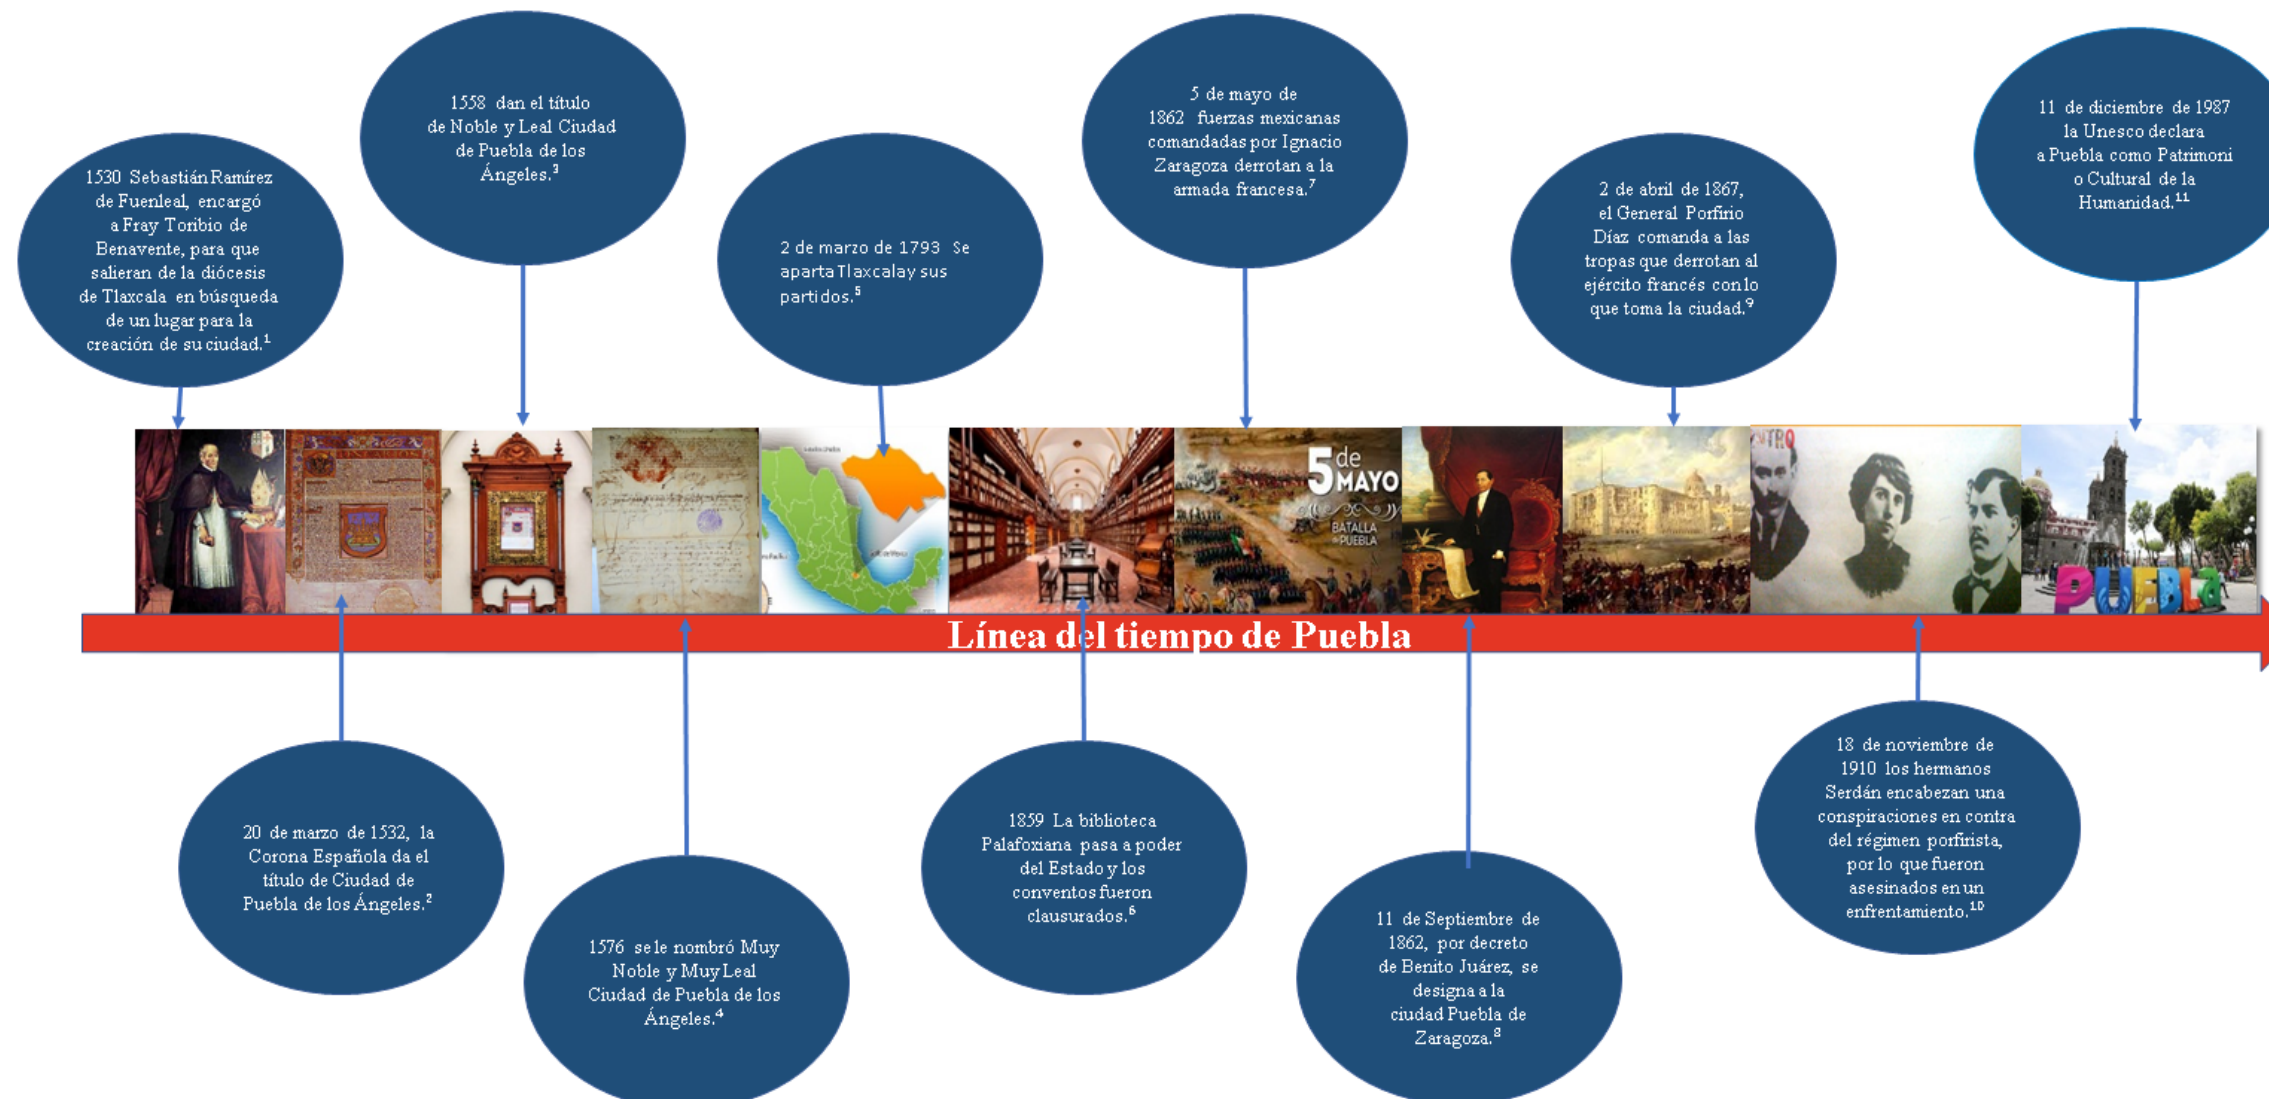 1530 Sebastián Ramírez
de Fuenleal, encargó
a Fray Toribio de
Benavente, para que
salieran de la diócesis
de Tlaxcala en búsqueda
de un lugar para la
creación de su ciudad.¹
1558 dan el título
de Noble y Leal Ciudad
de Puebla de los
Ángeles.³
2 de marzo de 1793 Se
aparta Tlaxcala y sus
partidos.⁵
5 de mayo de
1862 fuerzas mexicanas
comandadas por Ignacio
Zaragoza derrotan a la
armada francesa.⁷
2 de abril de 1867,
el General Porfirio
Díaz comanda a las
tropas que derrotan al
ejército francés con lo
que toma la ciudad.⁹
11 de diciembre de 1987
la Unesco declara
a Puebla como Patrimoni
o Cultural de la
Humanidad.¹¹
5 de
MAYO
BATALLA
de PUEBLA
PUEBLA
Línea del tiempo de Puebla
20 de marzo de 1532, la
Corona Española da el
título de Ciudad de
Puebla de los Ángeles.²
1576 se le nombró Muy
Noble y Muy Leal
Ciudad de Puebla de los
Ángeles.⁴
1859 La biblioteca
Palafoxiana pasa a poder
del Estado y los
conventos fueron
clausurados.⁶
11 de Septiembre de
1862, por decreto
de Benito Juárez, se
designa a la
ciudad Puebla de
Zaragoza.⁸
18 de noviembre de
1910 los hermanos
Serdán encabezan una
conspiraciones en contra
del régimen porfirista,
por lo que fueron
asesinados en un
enfrentamiento.¹⁰